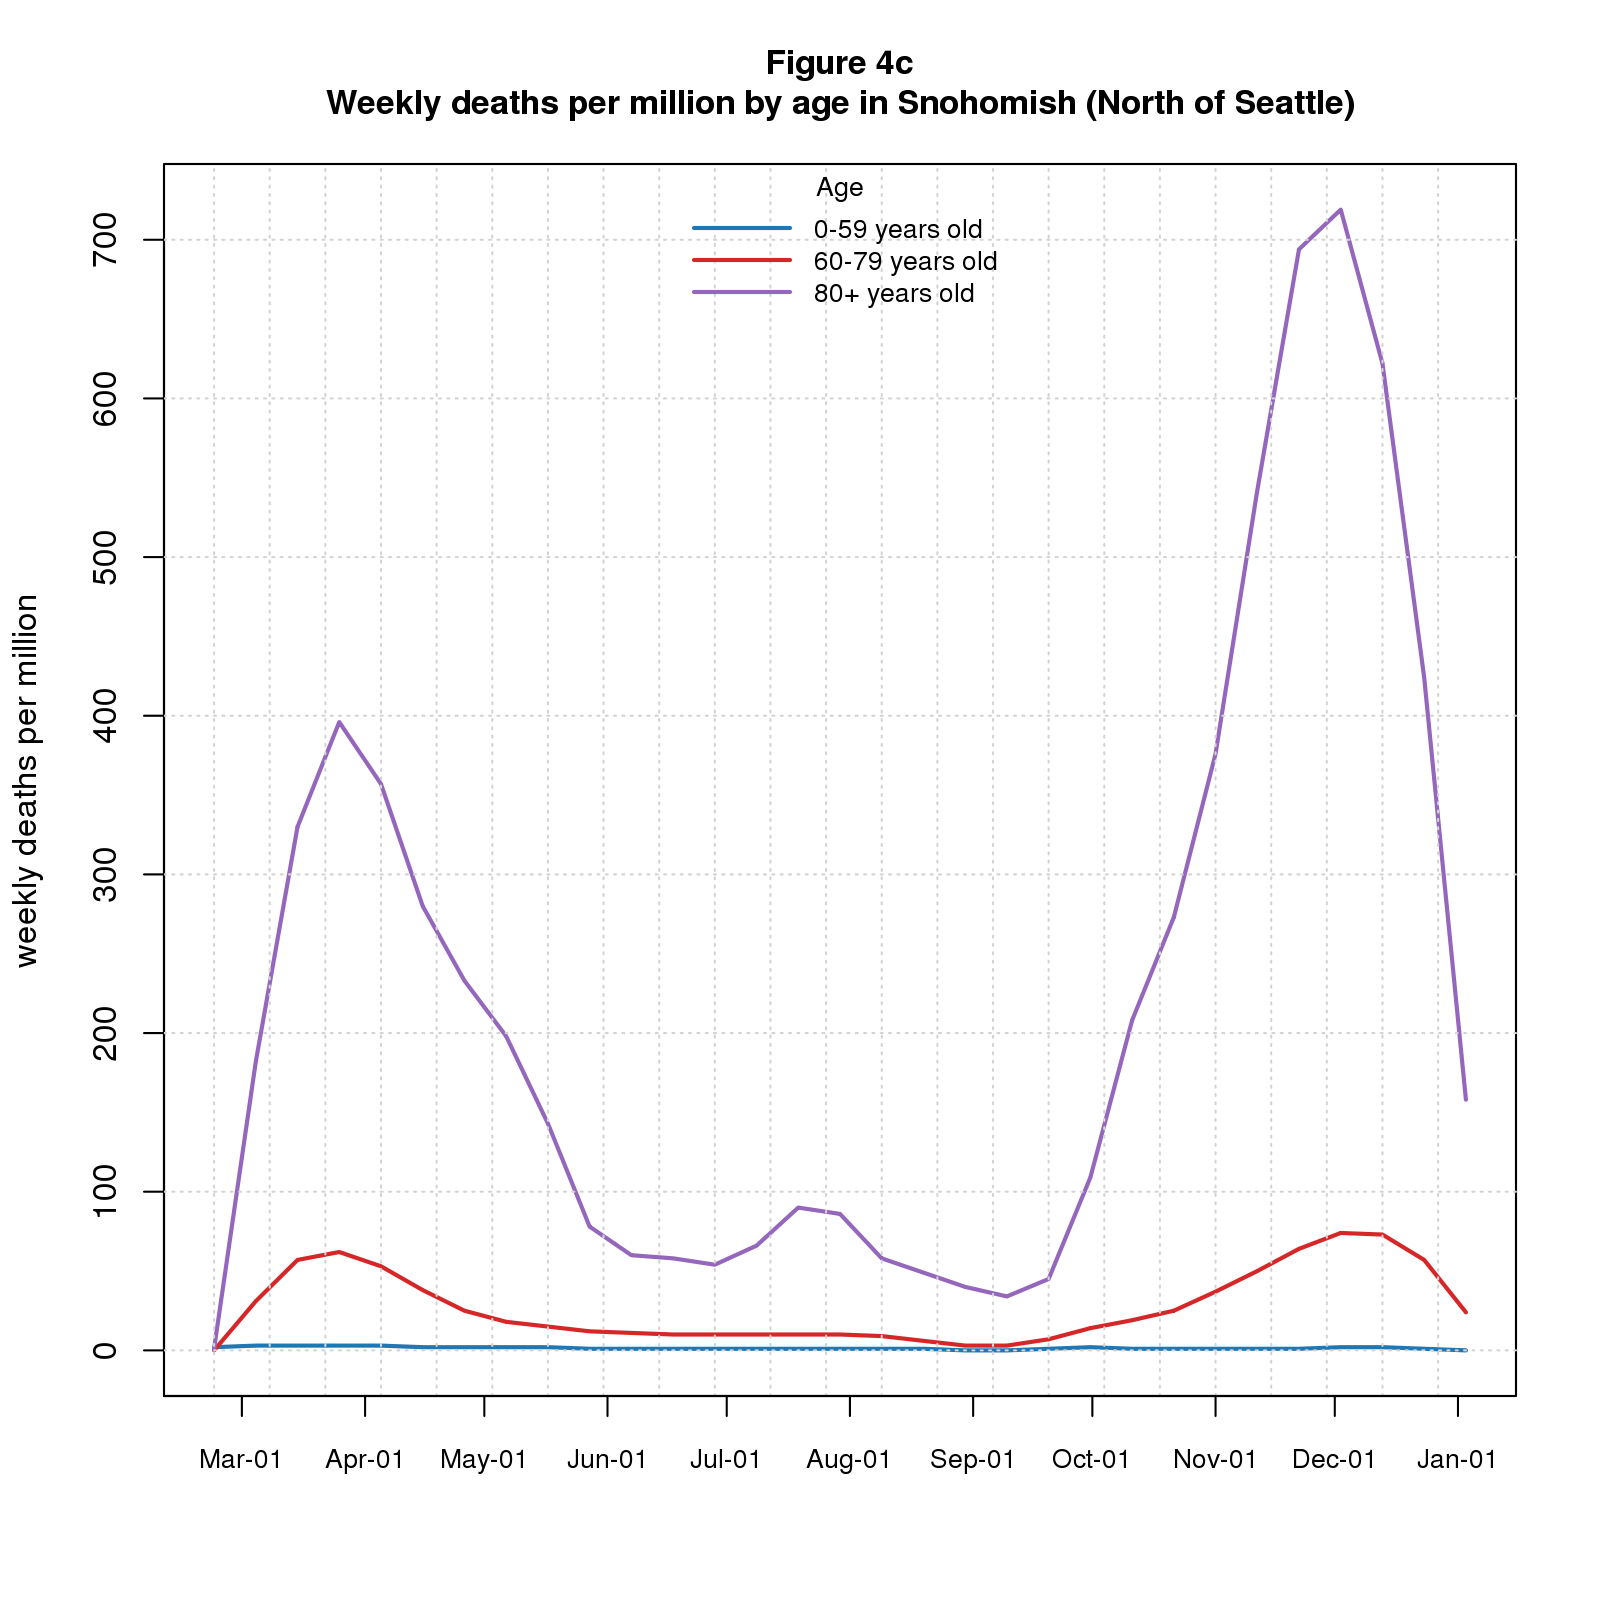 Figure 4c
Weekly deaths per million by age in Snohomish (North of Seattle)
Age
0-59 years old
60-79 years old
80+ years old
weekly deaths per million
700
600
500
400
300
200
100
0
Mar-01 Apr-01 May-01 Jun-01 Jul-01 Aug-01 Sep-01 Oct-01 Nov-01 Dec-01 Jan-01